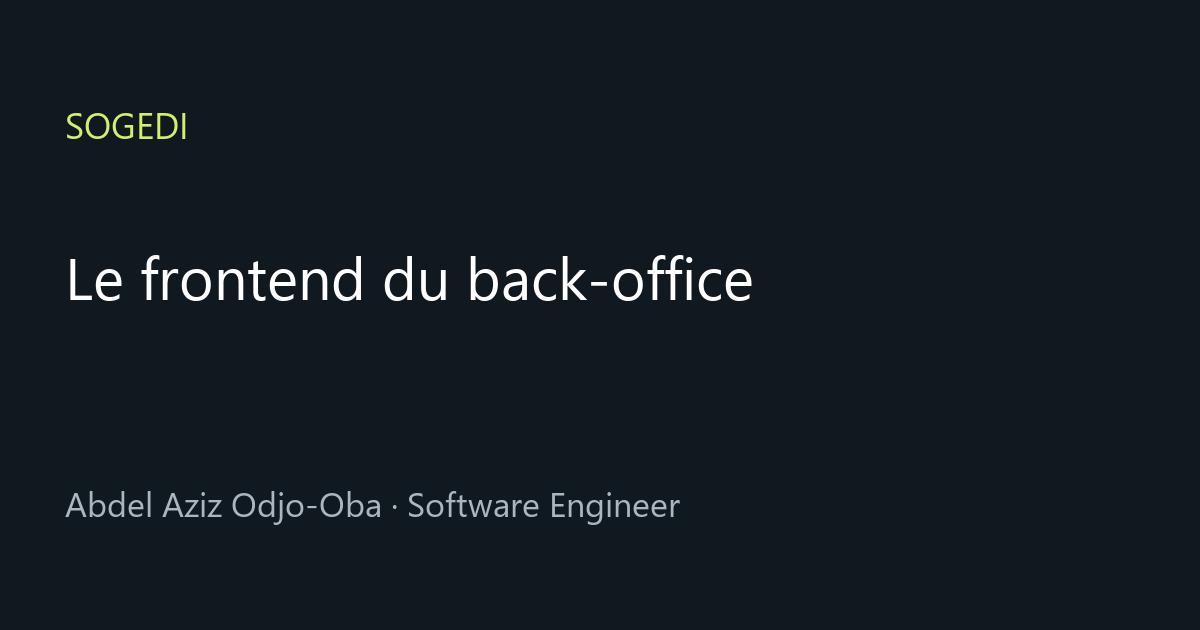 SOGEDI
Le frontend du back-office
Abdel Aziz Odjo-Oba · Software Engineer